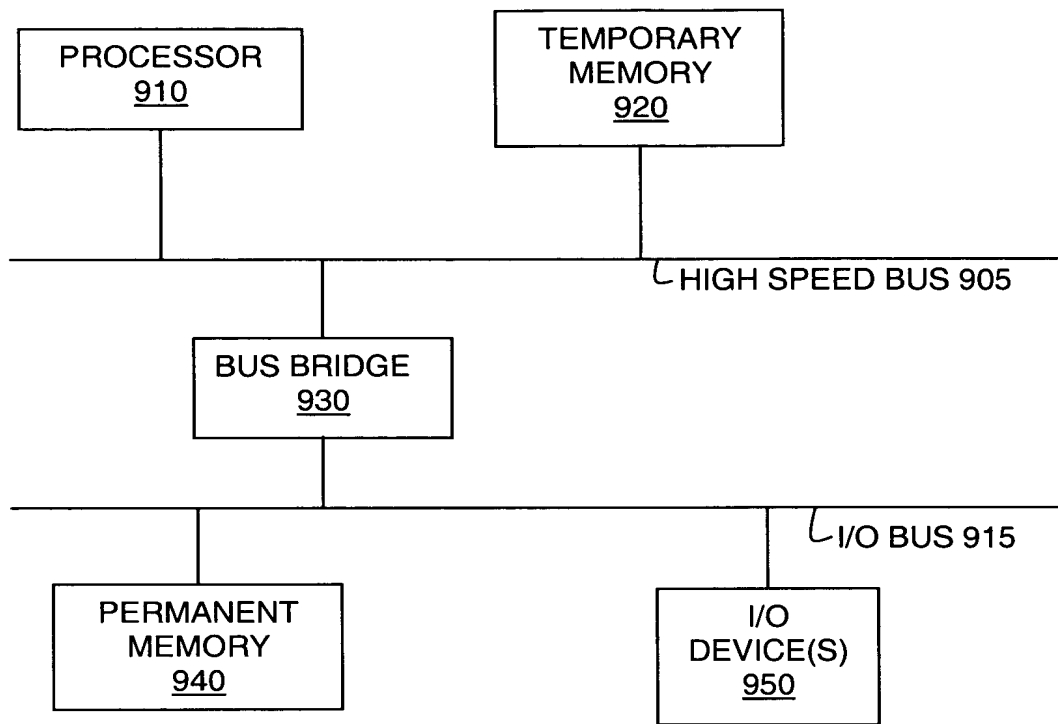 PROCESSOR
910
TEMPORARY
MEMORY
920
HIGH SPEED BUS 905
BUS BRIDGE
930
I/O BUS 915
PERMANENT
MEMORY
940
I/O
DEVICE(S)
950